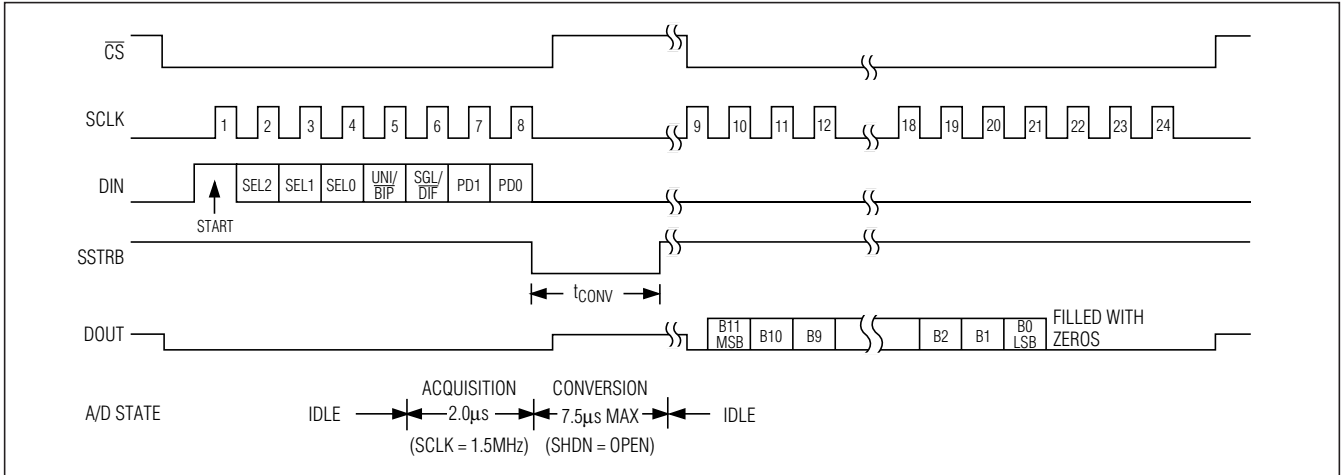 CS
SCLK
1 2 3 4 5 6 7 8 9 10 11 12 18 19 20 21 22 23 24
DIN
SEL2 SEL1 SEL0 UNI/ SGL/ PD1 PD0
BIP DIF
START
SSTRB
tCONV
DOUT
B11 B10 B9 B2 B1 B0 FILLED WITH
MSB LSB ZEROS
ACQUISITION CONVERSION
A/D STATE IDLE 2.0μs 7.5μs MAX IDLE
(SCLK = 1.5MHz) (SHDN = OPEN)